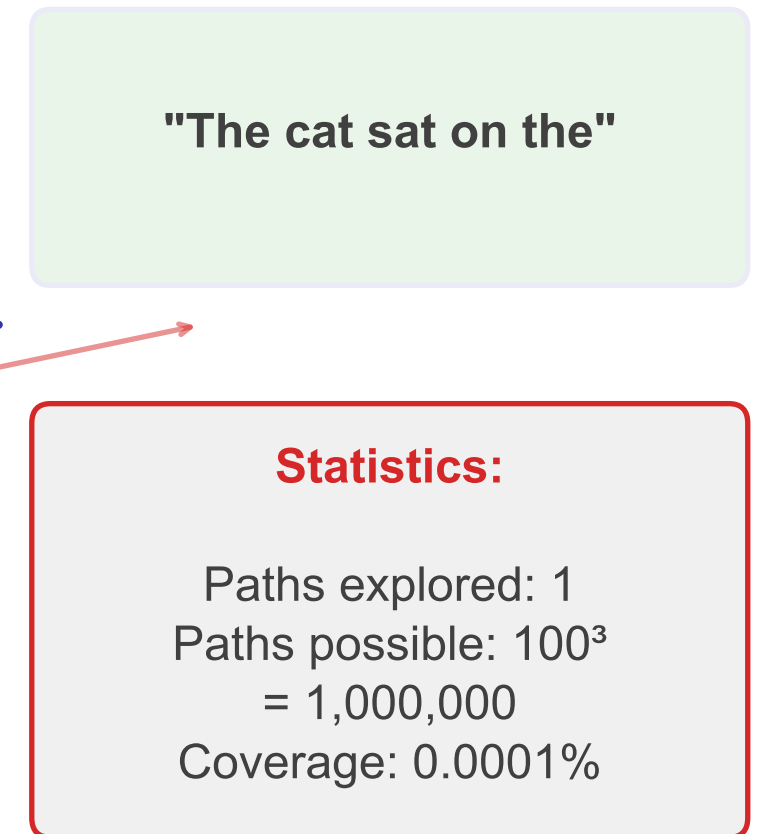 "The cat sat on the"
Statistics:
Paths explored: 1
Paths possible: 100³
= 1,000,000
Coverage: 0.0001%